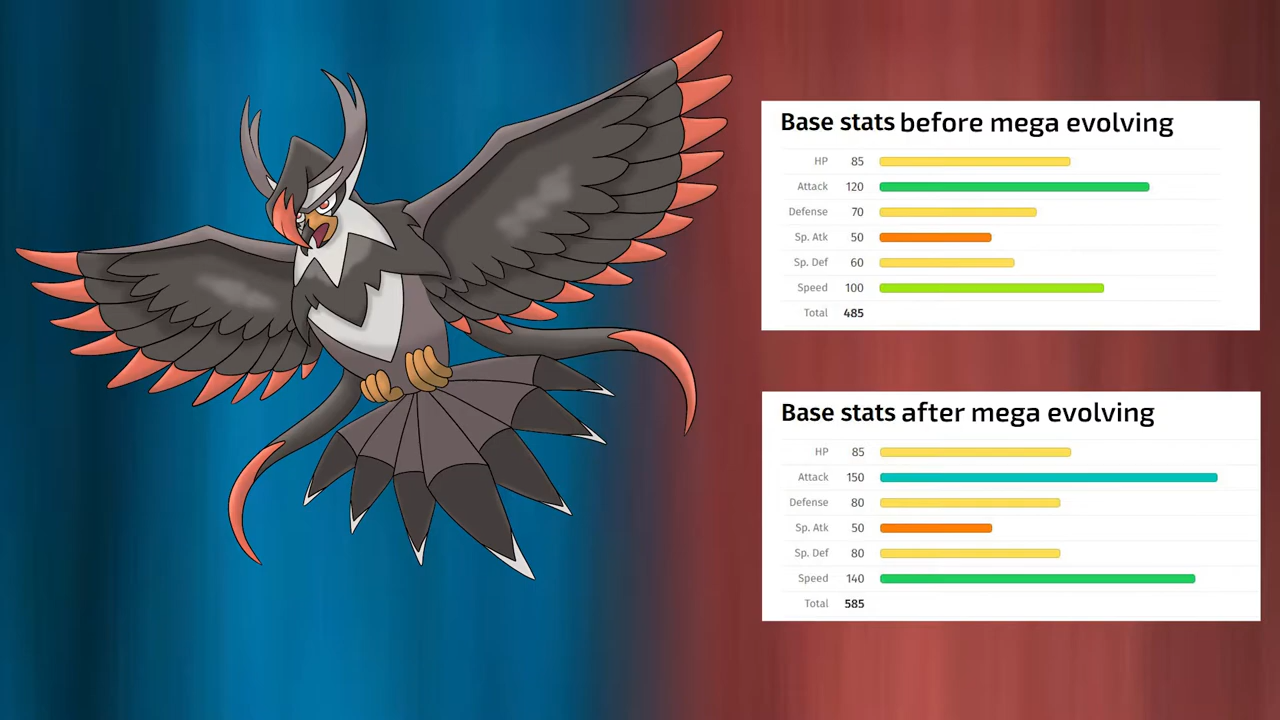 Base stats before mega evolving
HP 85
Attack 120
Defense 70
Sp. Atk 50
Sp. Def 60
Speed 100
Total 485
Base stats after mega evolving
HP 85
Attack 150
Defense 80
Sp. Atk 50
Sp. Def 80
Speed 140
Total 585